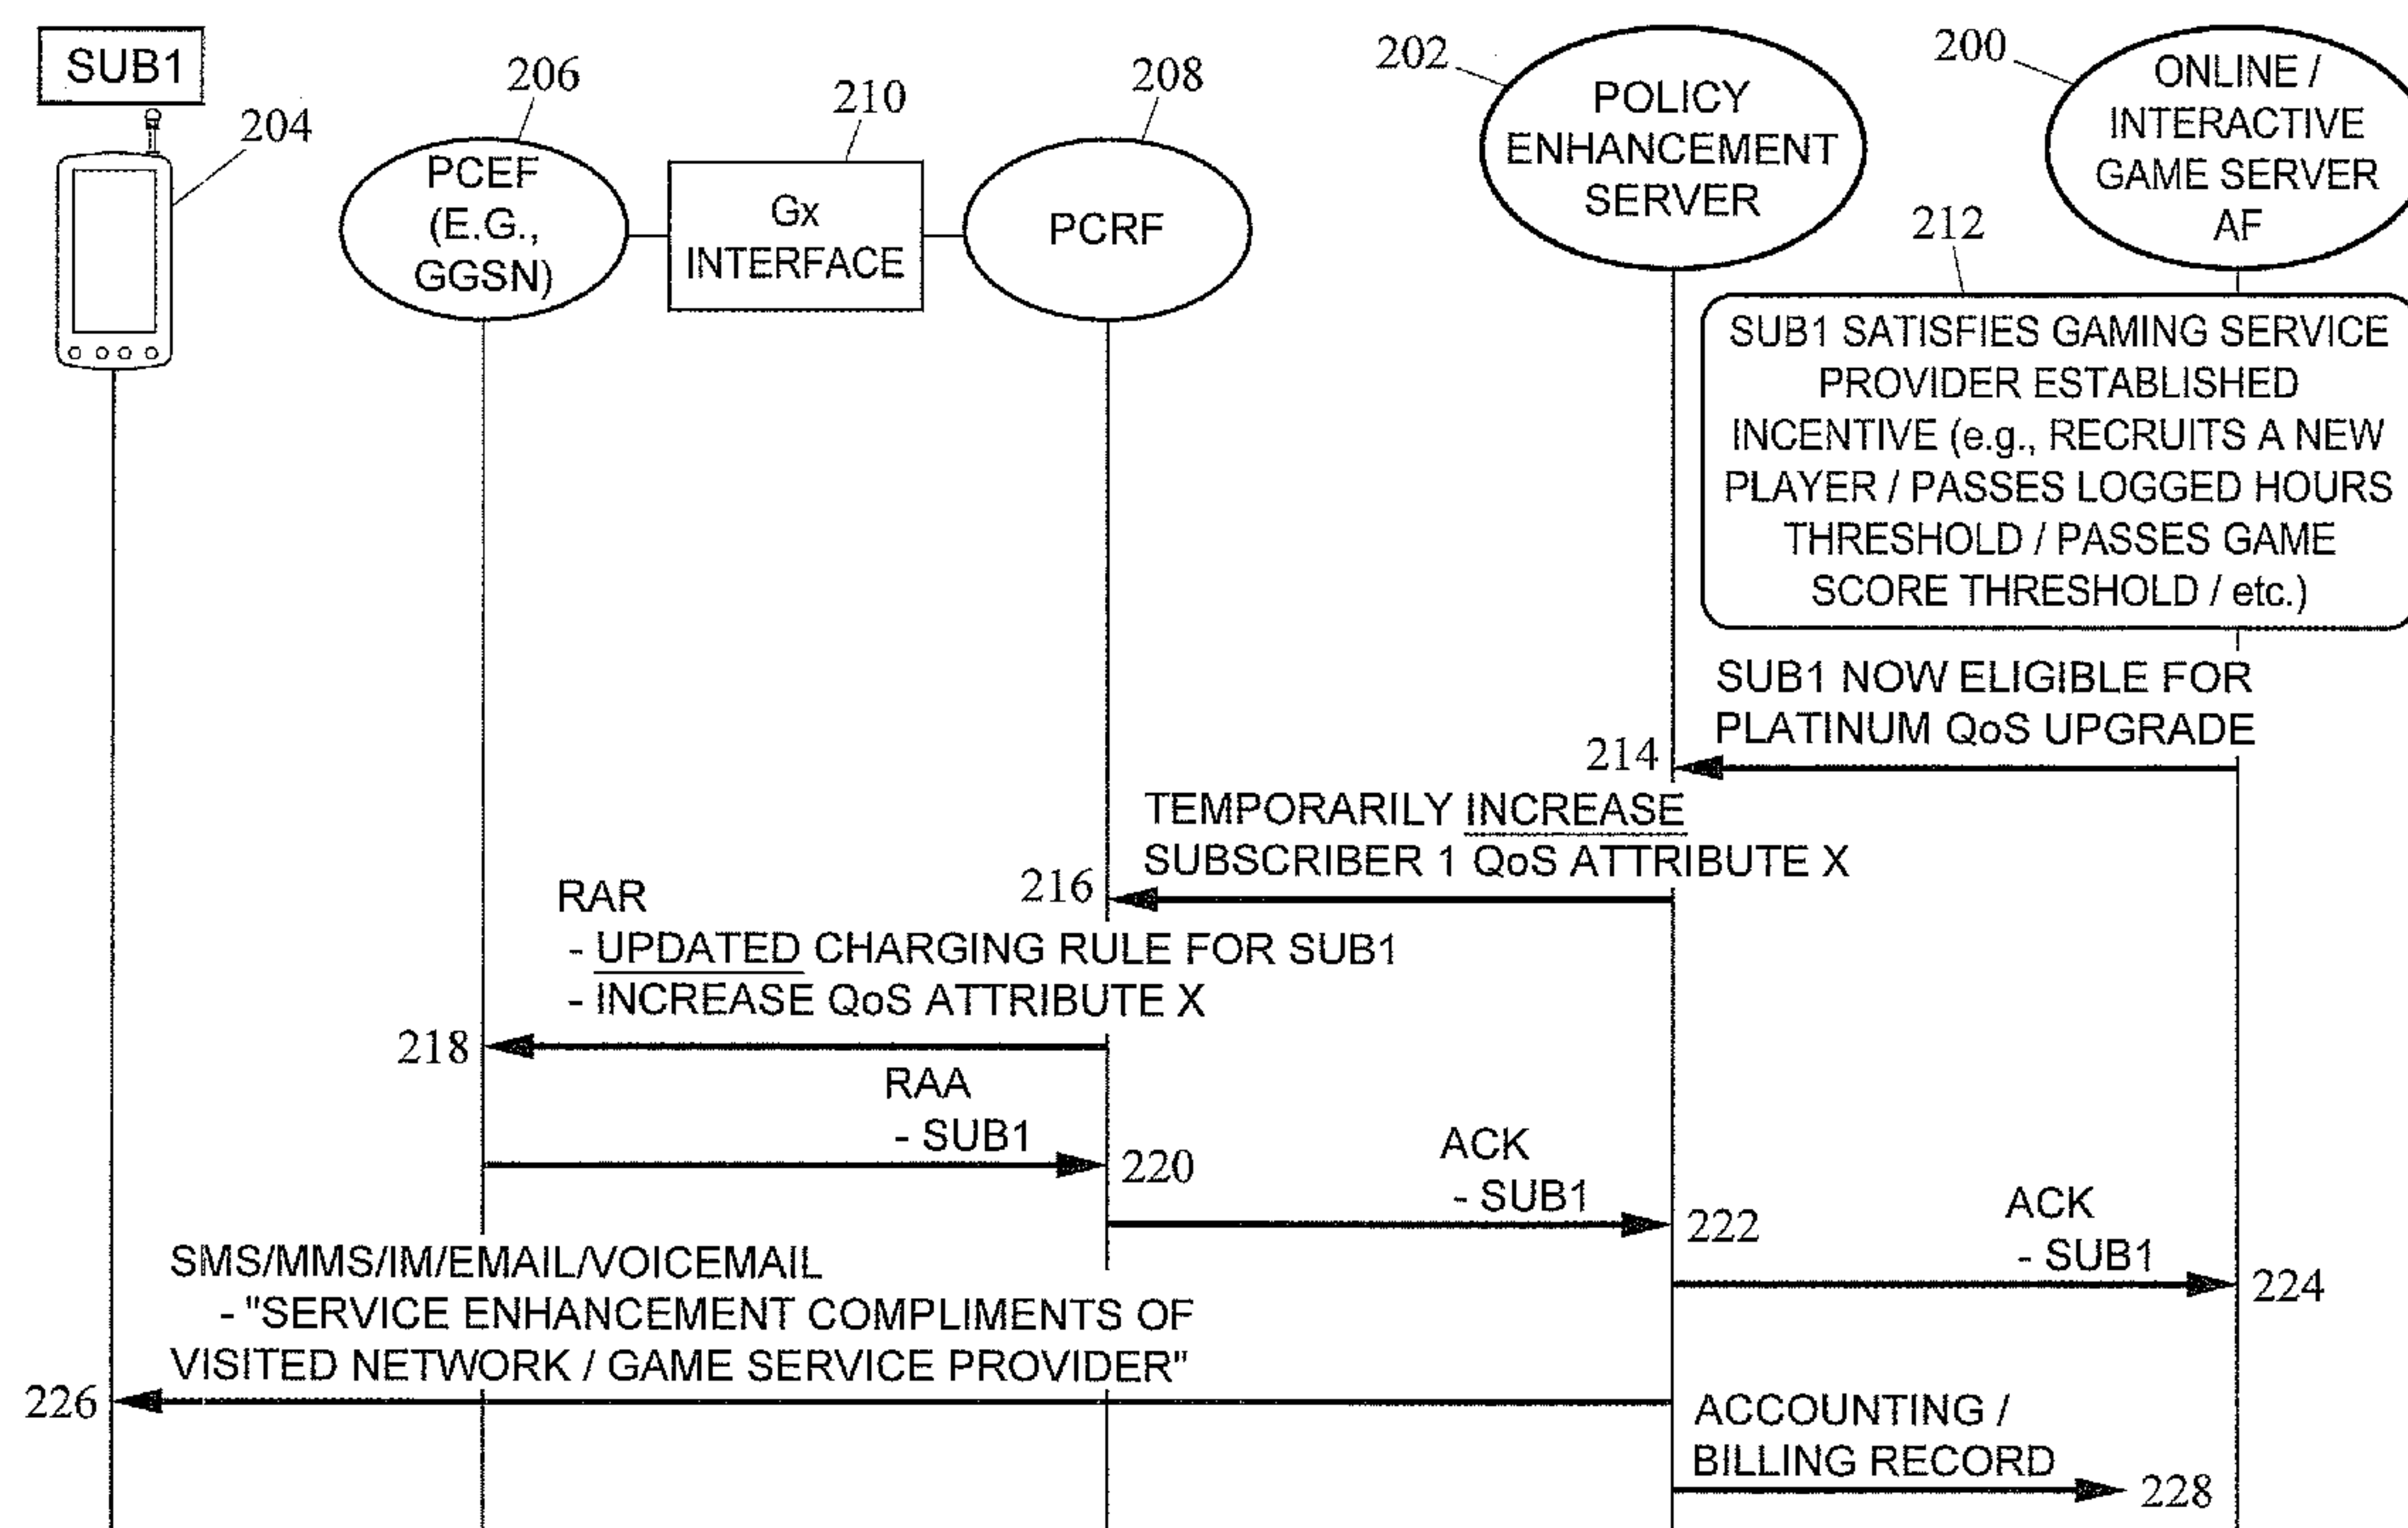 SUB1
204
206
PCEF
(E.G.,
GGSN)
210
Gx
INTERFACE
208
PCRF
202
POLICY
ENHANCEMENT
SERVER
200
ONLINE /
INTERACTIVE
GAME SERVER
AF
212
SUB1 SATISFIES GAMING SERVICE
PROVIDER ESTABLISHED
INCENTIVE (e.g., RECRUITS A NEW
PLAYER / PASSES LOGGED HOURS
THRESHOLD / PASSES GAME
SCORE THRESHOLD / etc.)
SUB1 NOW ELIGIBLE FOR
PLATINUM QoS UPGRADE
214
TEMPORARILY INCREASE
SUBSCRIBER 1 QoS ATTRIBUTE X
216
RAR
- UPDATED CHARGING RULE FOR SUB1
- INCREASE QoS ATTRIBUTE X
218
RAA
- SUB1
220
ACK
- SUB1
222
ACK
- SUB1
224
SMS/MMS/IM/EMAIL/VOICEMAIL
- "SERVICE ENHANCEMENT COMPLIMENTS OF
VISITED NETWORK / GAME SERVICE PROVIDER"
226
ACCOUNTING /
BILLING RECORD
228